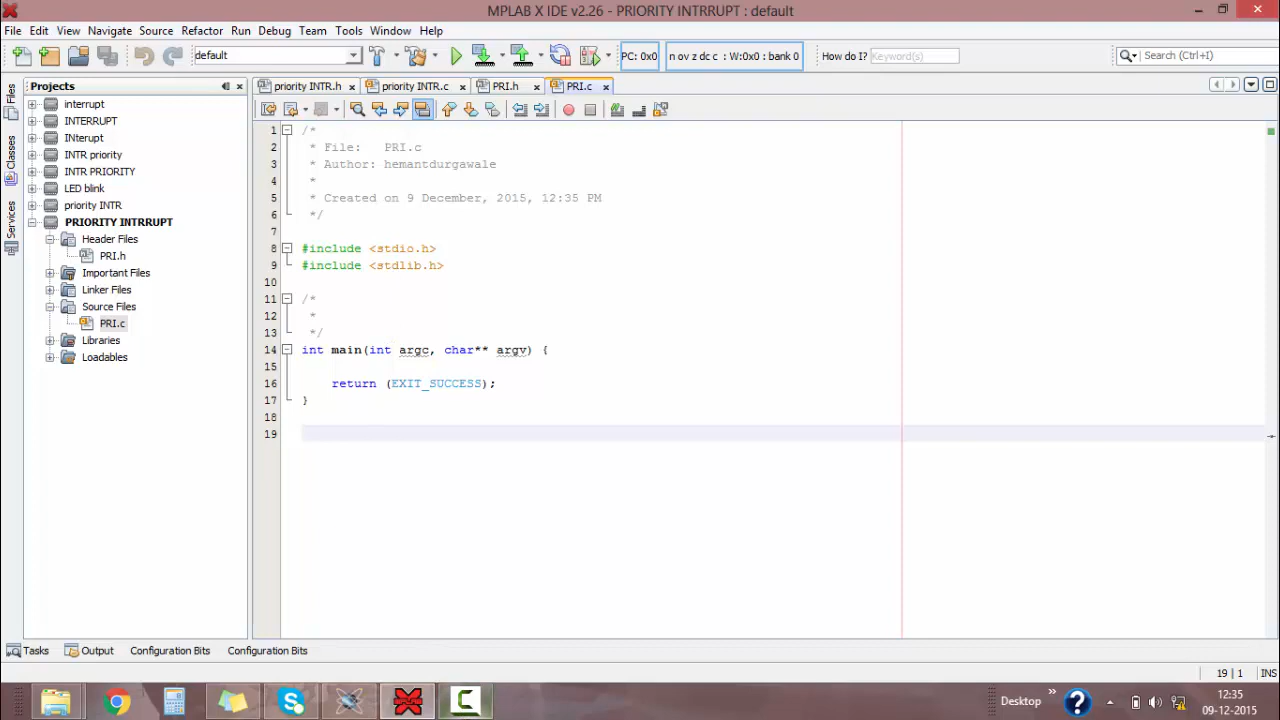 MPLAB X IDE v2.26 - PRIORITY INTRRUPT : default
File Edit View Navigate Source Refactor Run Debug Team Tools Window Help
default PC: 0x0 n ov z dc c : W:0x0 : bank 0 How do I? Keyword(s) Search (Ctrl+I)
Projects
priority INTR.h priority INTR.c PRI.h PRI.c
Files
Classes
Services
interrupt
INTERRUPT
INterupt
INTR priority
INTR PRIORITY
LED blink
priority INTR
PRIORITY INTRRUPT
Header Files
PRI.h
Important Files
Linker Files
Source Files
PRI.c
Libraries
Loadables
1 /*
2 * File: PRI.c
3 * Author: hemantdurgawale
4 *
5 * Created on 9 December, 2015, 12:35 PM
6 */
7
8 #include <stdio.h>
9 #include <stdlib.h>
10
11 /*
12 *
13 */
14 int main(int argc, char** argv) {
15
16 return (EXIT_SUCCESS);
17 }
18
19
Tasks Output Configuration Bits Configuration Bits
19 | 1 INS
MPLAB
Desktop
12:35
09-12-2015